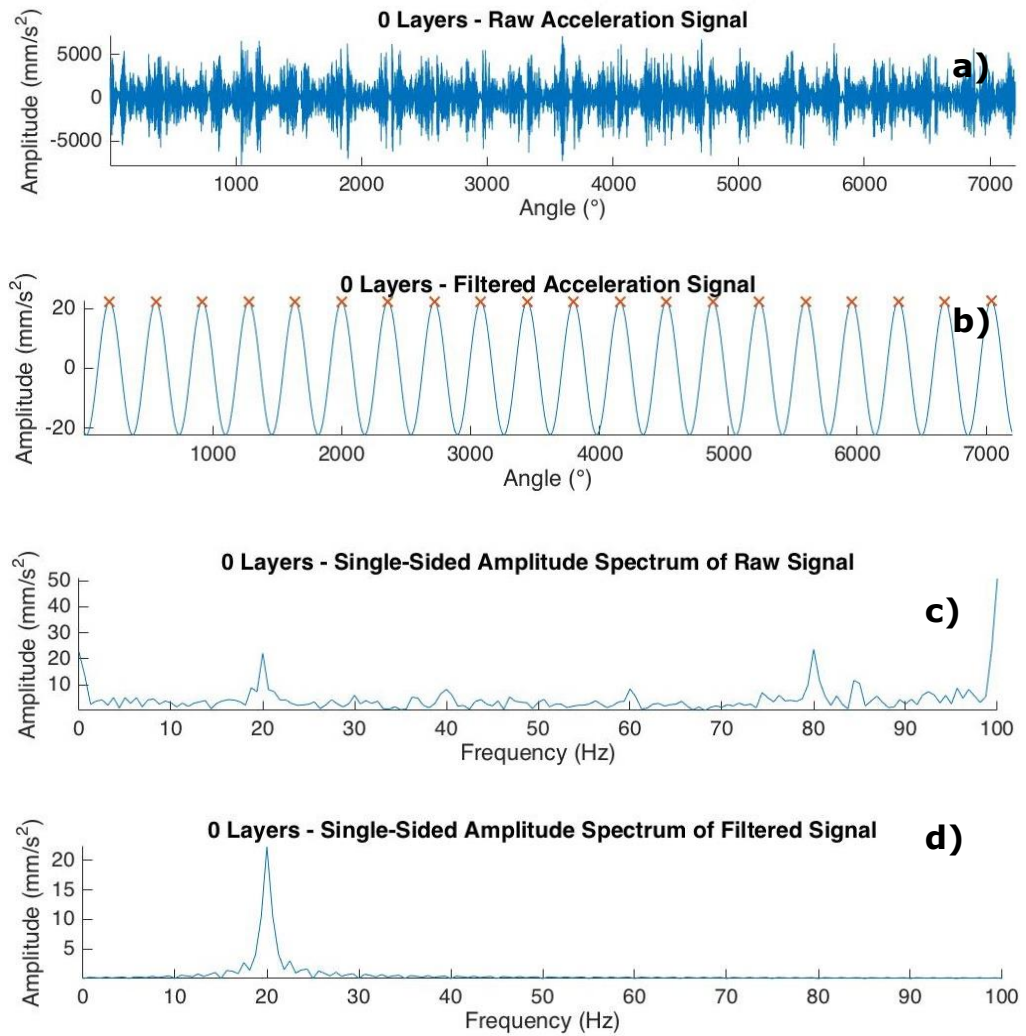 0 Layers - Raw Acceleration Signal
Amplitude (mm/s²)
5000
0
-5000
a)
1000 2000 3000 4000 5000 6000 7000
Angle (°)
0 Layers - Filtered Acceleration Signal
Amplitude (mm/s²)
20
0
-20
b)
1000 2000 3000 4000 5000 6000 7000
Angle (°)
0 Layers - Single-Sided Amplitude Spectrum of Raw Signal
Amplitude (mm/s²)
50
40
30
20
10
c)
0 10 20 30 40 50 60 70 80 90 100
Frequency (Hz)
0 Layers - Single-Sided Amplitude Spectrum of Filtered Signal
Amplitude (mm/s²)
20
15
10
5
d)
0 10 20 30 40 50 60 70 80 90 100
Frequency (Hz)